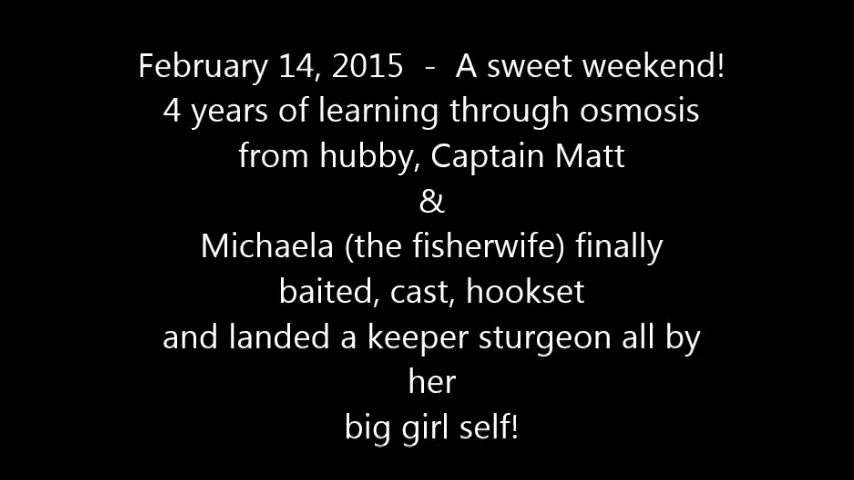 February 14, 2015  -  A sweet weekend!
4 years of learning through osmosis
from hubby, Captain Matt
&
Michaela (the fisherwife) finally
baited, cast, hookset
and landed a keeper sturgeon all by
her
big girl self!